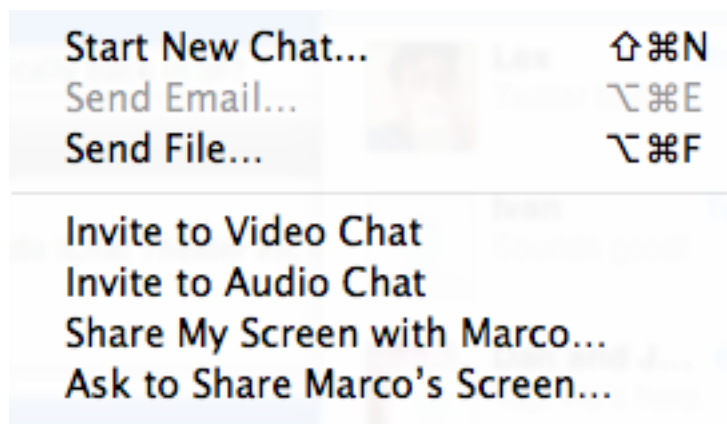 Start New Chat... ⇧⌘N
Send Email... ⌥⌘E
Send File... ⌥⌘F
Invite to Video Chat
Invite to Audio Chat
Share My Screen with Marco...
Ask to Share Marco's Screen...